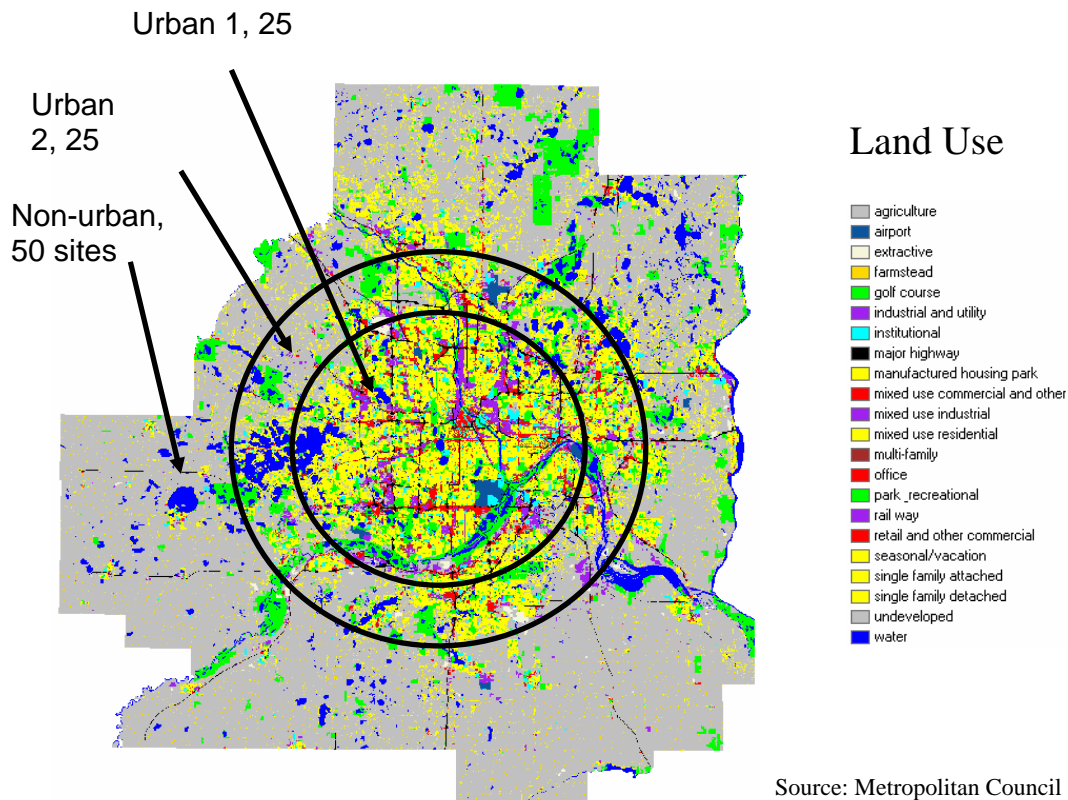 Urban 1, 25
Urban
2, 25
Non-urban,
50 sites
Land Use
agriculture
airport
extractive
farmstead
golf course
industrial and utility
institutional
major highway
manufactured housing park
mixed use commercial and other
mixed use industrial
mixed use residential
multi-family
office
park_recreational
rail way
retail and other commercial
seasonal/vacation
single family attached
single family detached
undeveloped
water
Source: Metropolitan Council